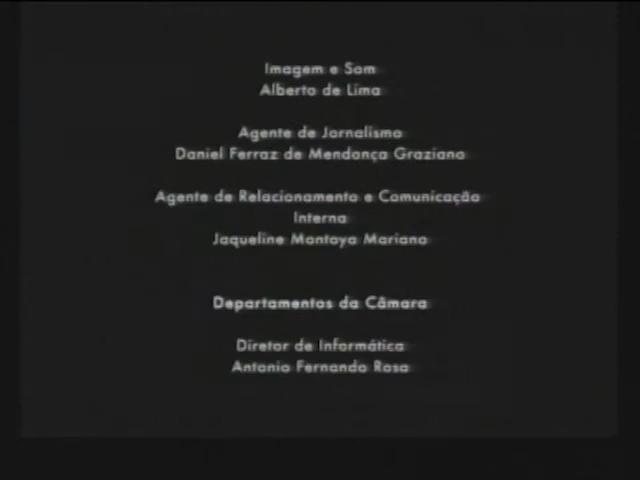 Imagem e Som
Alberto de Lima
Agente de Jornalismo
Daniel Ferraz de Mendonça Graziano
Agente de Relacionamento e Comunicação
Interna
Jaqueline Montoya Mariano
Departamentos da Câmara
Diretor de Informática
Antonio Fernando Rosa